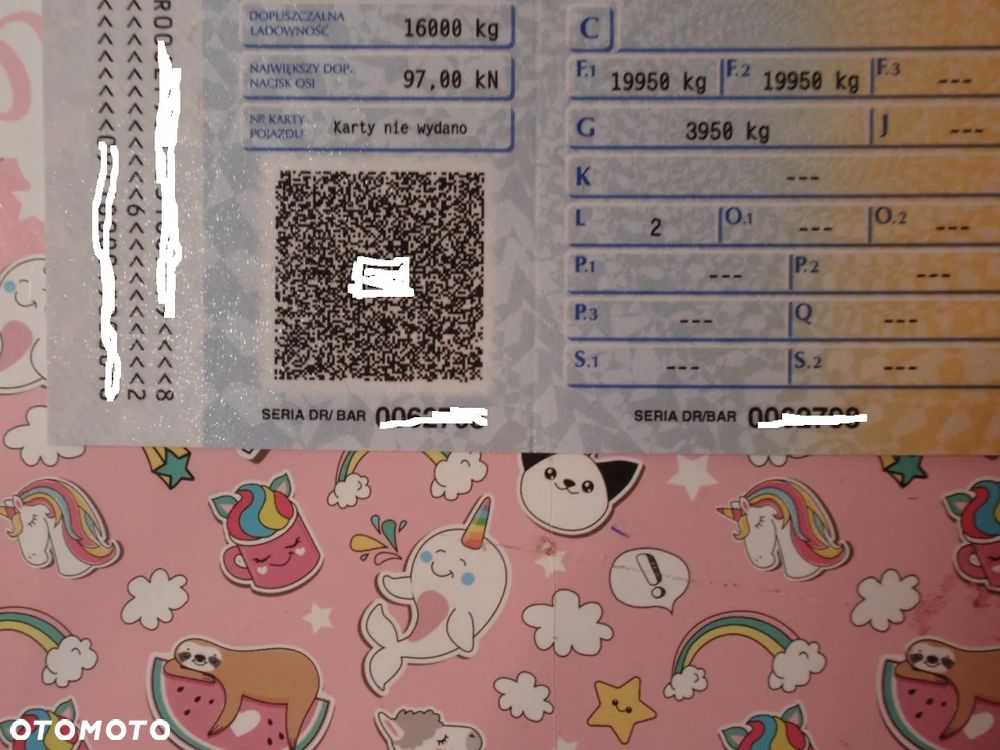 DOPUSZCZALNA
ŁADOWNOŚĆ 16000 kg
NAJWIĘKSZY DOP.
NACISK OSI 97,00 kN
NR KARTY
POJAZDU Karty nie wydano
SERIA DR/ BAR
C
F.1 19950 kg F.2 19950 kg F.3 ---
G 3950 kg J ---
K ---
L 2 O.1 --- O.2 ---
P.1 --- P.2 ---
P.3 --- Q ---
S.1 --- S.2 ---
SERIA DR/BAR
OTOMOTO